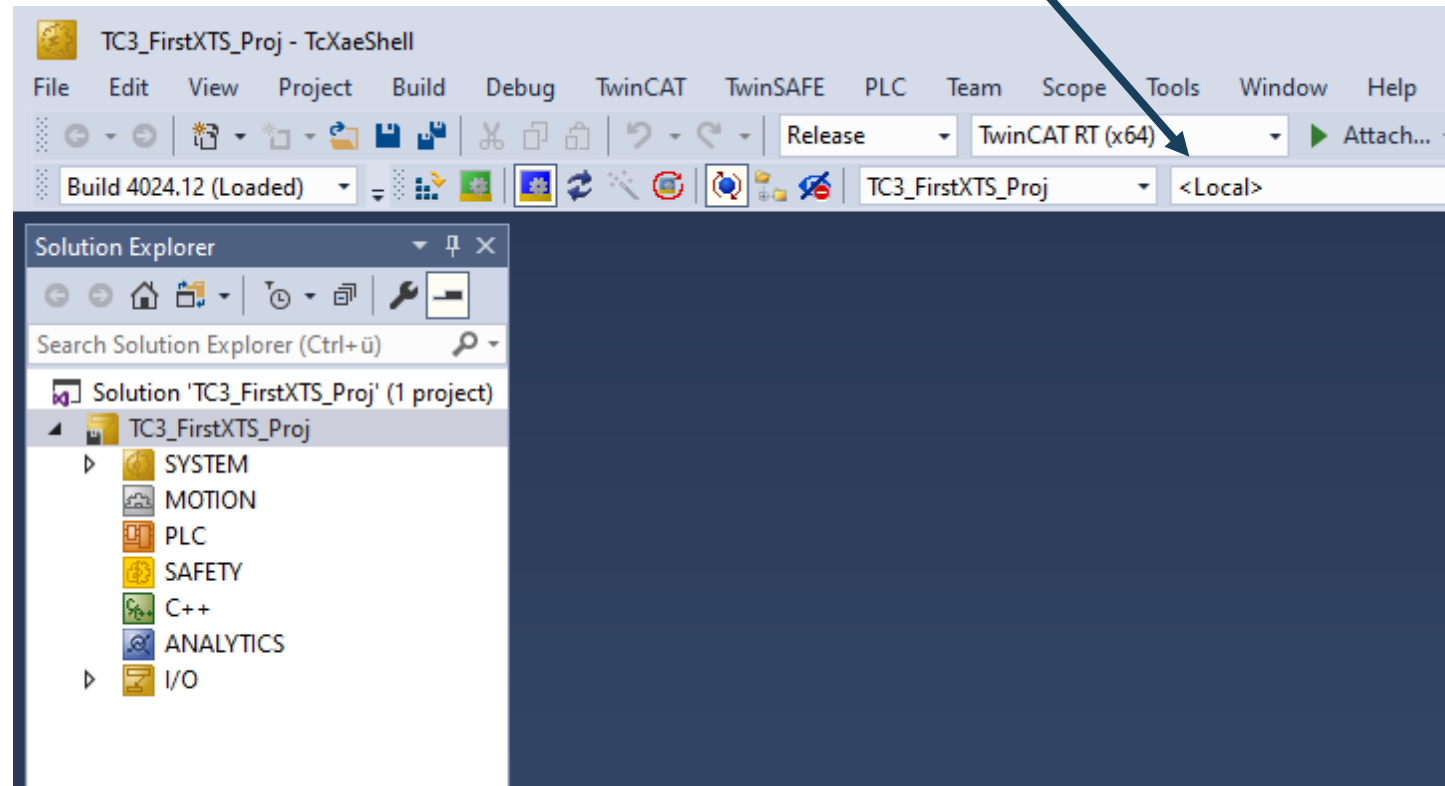 TC3_FirstXTS_Proj - TcXaeShell
File Edit View Project Build Debug TwinCAT TwinSAFE PLC Team Scope Tools Window Help
Release TwinCAT RT (x64) Attach...
Build 4024.12 (Loaded) TC3_FirstXTS_Proj <Local>
Solution Explorer
Search Solution Explorer (Ctrl+ü)
Solution 'TC3_FirstXTS_Proj' (1 project)
TC3_FirstXTS_Proj
SYSTEM
MOTION
PLC
SAFETY
C++
ANALYTICS
I/O